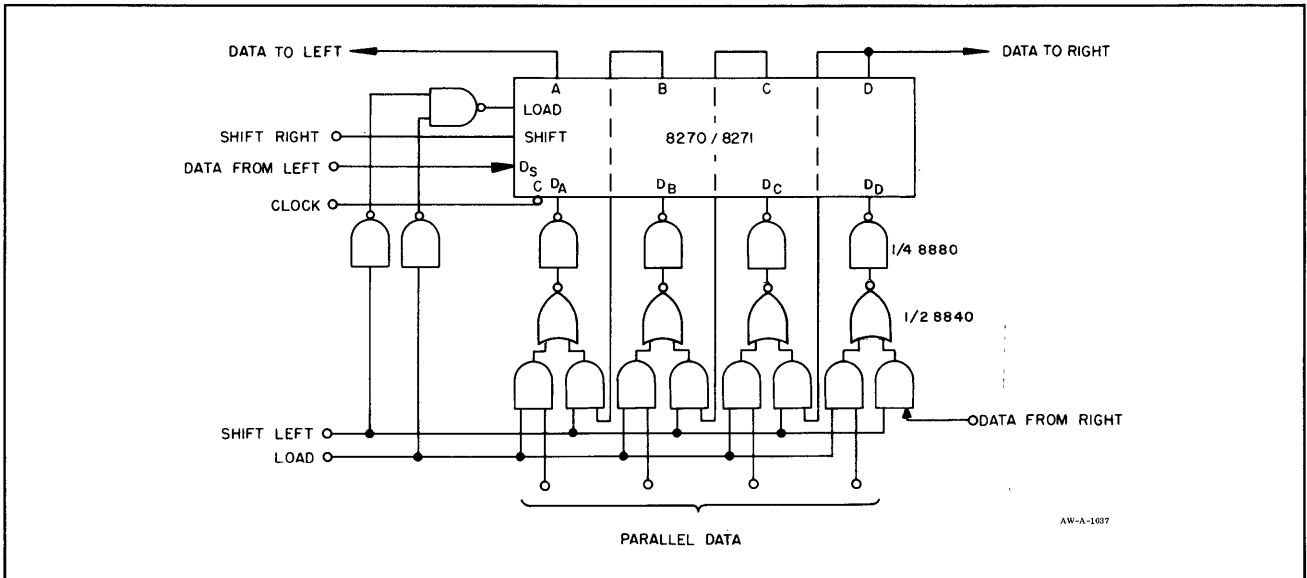 DATA TO LEFT
DATA TO RIGHT
A
B
C
D
LOAD
SHIFT RIGHT
SHIFT
8270 / 8271
DATA FROM LEFT
DS
C
DA
DB
DC
DD
CLOCK
1/4 8880
1/2 8840
DATA FROM RIGHT
SHIFT LEFT
LOAD
PARALLEL DATA
AW-A-1037